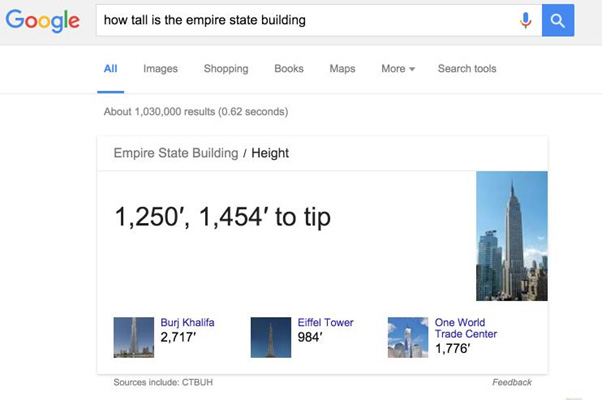 Google
how tall is the empire state building
All Images Shopping Books Maps More Search tools
About 1,030,000 results (0.62 seconds)
Empire State Building / Height
1,250′, 1,454′ to tip
Burj Khalifa
2,717′
Eiffel Tower
984′
One World
Trade Center
1,776′
Sources include: CTBUH
Feedback